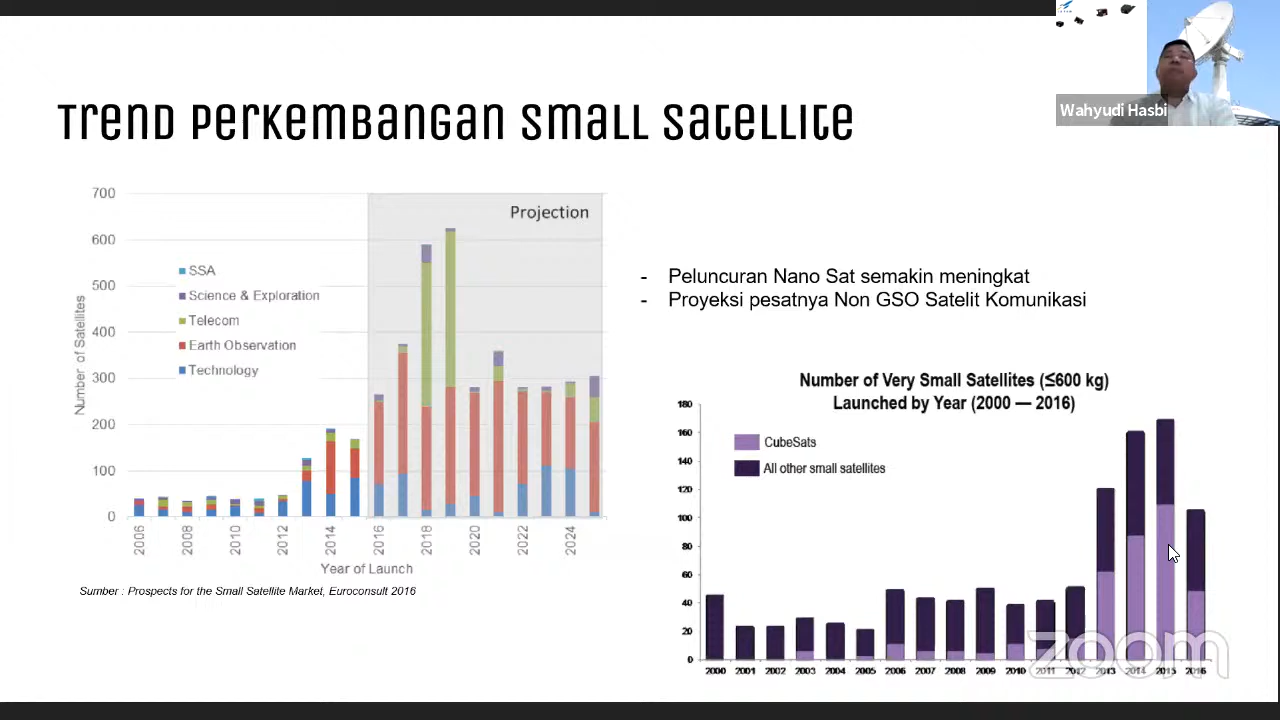 Wahyudi Hasbi
Trend Perkembangan Small Satellite
700
600
500
400
300
200
100
0
Number of Satellites
Projection
SSA
Science & Exploration
Telecom
Earth Observation
Technology
2006
2008
2010
2012
2014
2016
2018
2020
2022
2024
Year of Launch
Sumber : Prospects for the Small Satellite Market, Euroconsult 2016
- Peluncuran Nano Sat semakin meningkat
- Proyeksi pesatnya Non GSO Satelit Komunikasi
Number of Very Small Satellites (≤600 kg)
Launched by Year (2000 — 2016)
180
160
140
120
100
80
60
40
20
0
CubeSats
All other small satellites
2000 2001 2002 2003 2004 2005 2006 2007 2008 2009 2010 2011 2012 2013 2014 2015 2016
zoom